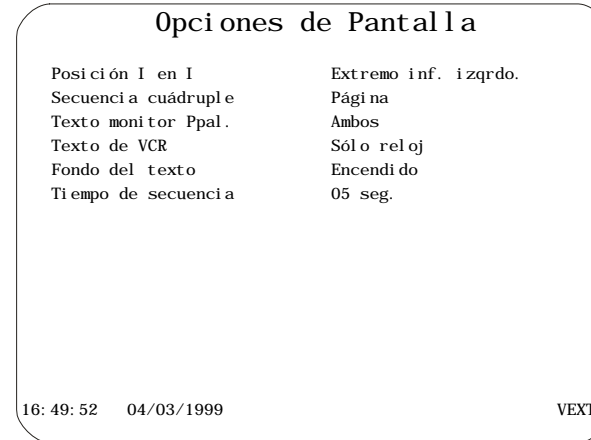 Opciones de Pantalla
Posición I en I Extremo inf. izqrdo.
Secuencia cuádruple Página
Texto monitor Ppal. Ambos
Texto de VCR Sólo reloj
Fondo del texto Encendido
Tiempo de secuencia 05 seg.
16:49:52 04/03/1999 VEXT